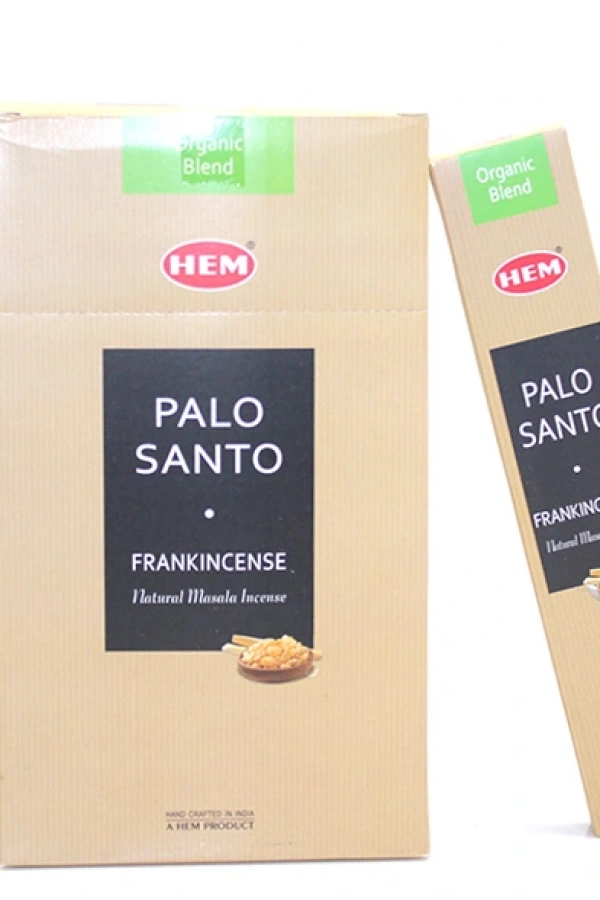 Organic
Blend
HEM®
PALO
SANTO
•
FRANKINCENSE
Natural Masala Incense
HAND CRAFTED IN INDIA
A HEM PRODUCT
Organic
Blend
HEM®
PALO
SANTO
•
FRANKINC
Natural